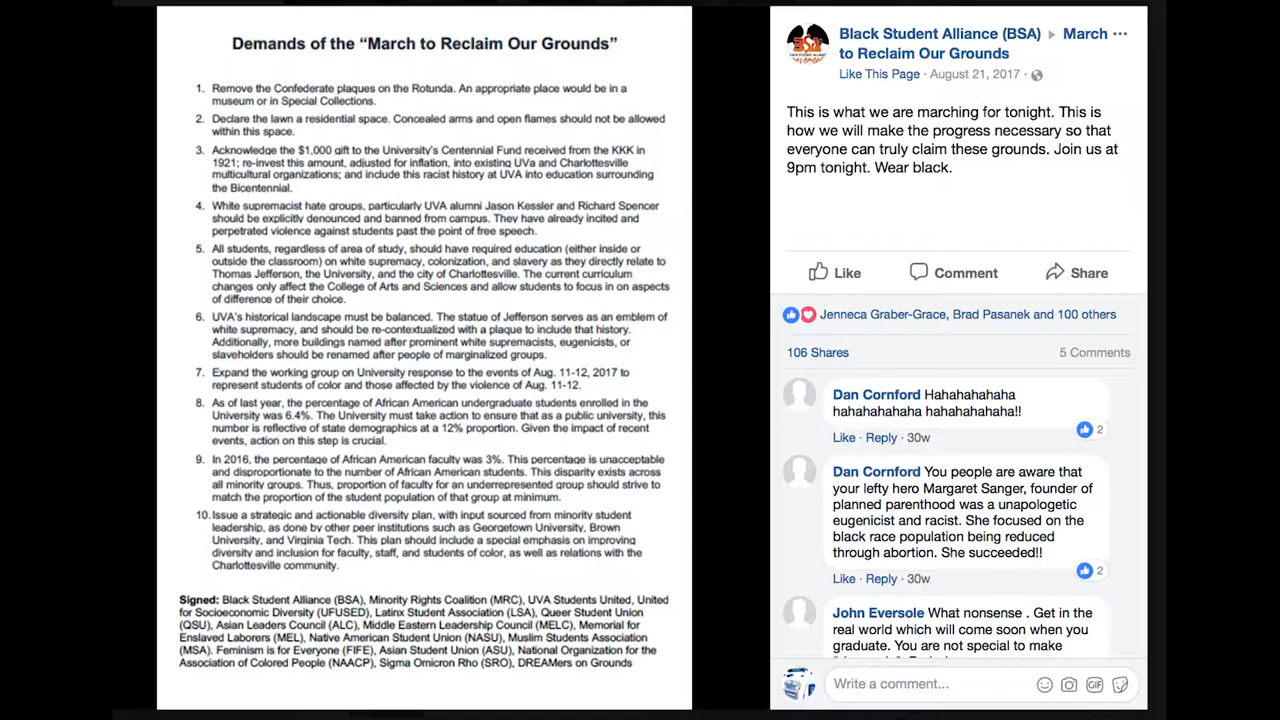 Demands of the “March to Reclaim Our Grounds”
1. Remove the Confederate plaques on the Rotunda. An appropriate place would be in a
museum or in Special Collections.
2. Declare the lawn a residential space. Concealed arms and open flames should not be allowed
within this space.
3. Acknowledge the $1,000 gift to the University's Centennial Fund received from the KKK in
1921; re-invest this amount, adjusted for inflation, into existing UVa and Charlottesville
multicultural organizations; and include this racist history at UVA into education surrounding
the Bicentennial.
4. White supremacist hate groups, particularly UVA alumni Jason Kessler and Richard Spencer
should be explicitly denounced and banned from campus. They have already incited and
perpetrated violence against students past the point of free speech.
5. All students, regardless of area of study, should have required education (either inside or
outside the classroom) on white supremacy, colonization, and slavery as they directly relate to
Thomas Jefferson, the University, and the city of Charlottesville. The current curriculum
changes only affect the College of Arts and Sciences and allow students to focus in on aspects
of difference of their choice.
6. UVA's historical landscape must be balanced. The statue of Jefferson serves as an emblem of
white supremacy, and should be re-contextualized with a plaque to include that history.
Additionally, more buildings named after prominent white supremacists, eugenicists, or
slaveholders should be renamed after people of marginalized groups.
7. Expand the working group on University response to the events of Aug. 11-12, 2017 to
represent students of color and those affected by the violence of Aug. 11-12.
8. As of last year, the percentage of African American undergraduate students enrolled in the
University was 6.4%. The University must take action to ensure that as a public university, this
number is reflective of state demographics at a 12% proportion. Given the impact of recent
events, action on this step is crucial.
9. In 2016, the percentage of African American faculty was 3%. This percentage is unacceptable
and disproportionate to the number of African American students. This disparity exists across
all minority groups. Thus, proportion of faculty for an underrepresented group should strive to
match the proportion of the student population of that group at minimum.
10. Issue a strategic and actionable diversity plan, with input sourced from minority student
leadership, as done by other peer institutions such as Georgetown University, Brown
University, and Virginia Tech. This plan should include a special emphasis on improving
diversity and inclusion for faculty, staff, and students of color, as well as relations with the
Charlottesville community.
Signed: Black Student Alliance (BSA), Minority Rights Coalition (MRC), UVA Students United, United
for Socioeconomic Diversity (UFUSED), Latinx Student Association (LSA), Queer Student Union
(QSU), Asian Leaders Council (ALC), Middle Eastern Leadership Council (MELC), Memorial for
Enslaved Laborers (MEL), Native American Student Union (NASU), Muslim Students Association
(MSA). Feminism is for Everyone (FIFE), Asian Student Union (ASU), National Organization for the
Association of Colored People (NAACP), Sigma Omicron Rho (SRO), DREAMers on Grounds
Black Student Alliance (BSA) ▸ March
to Reclaim Our Grounds
Like This Page · August 21, 2017
This is what we are marching for tonight. This is
how we will make the progress necessary so that
everyone can truly claim these grounds. Join us at
9pm tonight. Wear black.
Like Comment Share
Jenneca Graber-Grace, Brad Pasanek and 100 others
106 Shares 5 Comments
Dan Cornford Hahahahahaha
hahahahahaha hahahahahaha!!
2
Like · Reply · 30w
Dan Cornford You people are aware that
your lefty hero Margaret Sanger, founder of
planned parenthood was a unapologetic
eugenicist and racist. She focused on the
black race population being reduced
through abortion. She succeeded!!
2
Like · Reply · 30w
John Eversole What nonsense . Get in the
real world which will come soon when you
graduate. You are not special to make
Write a comment...
GIF